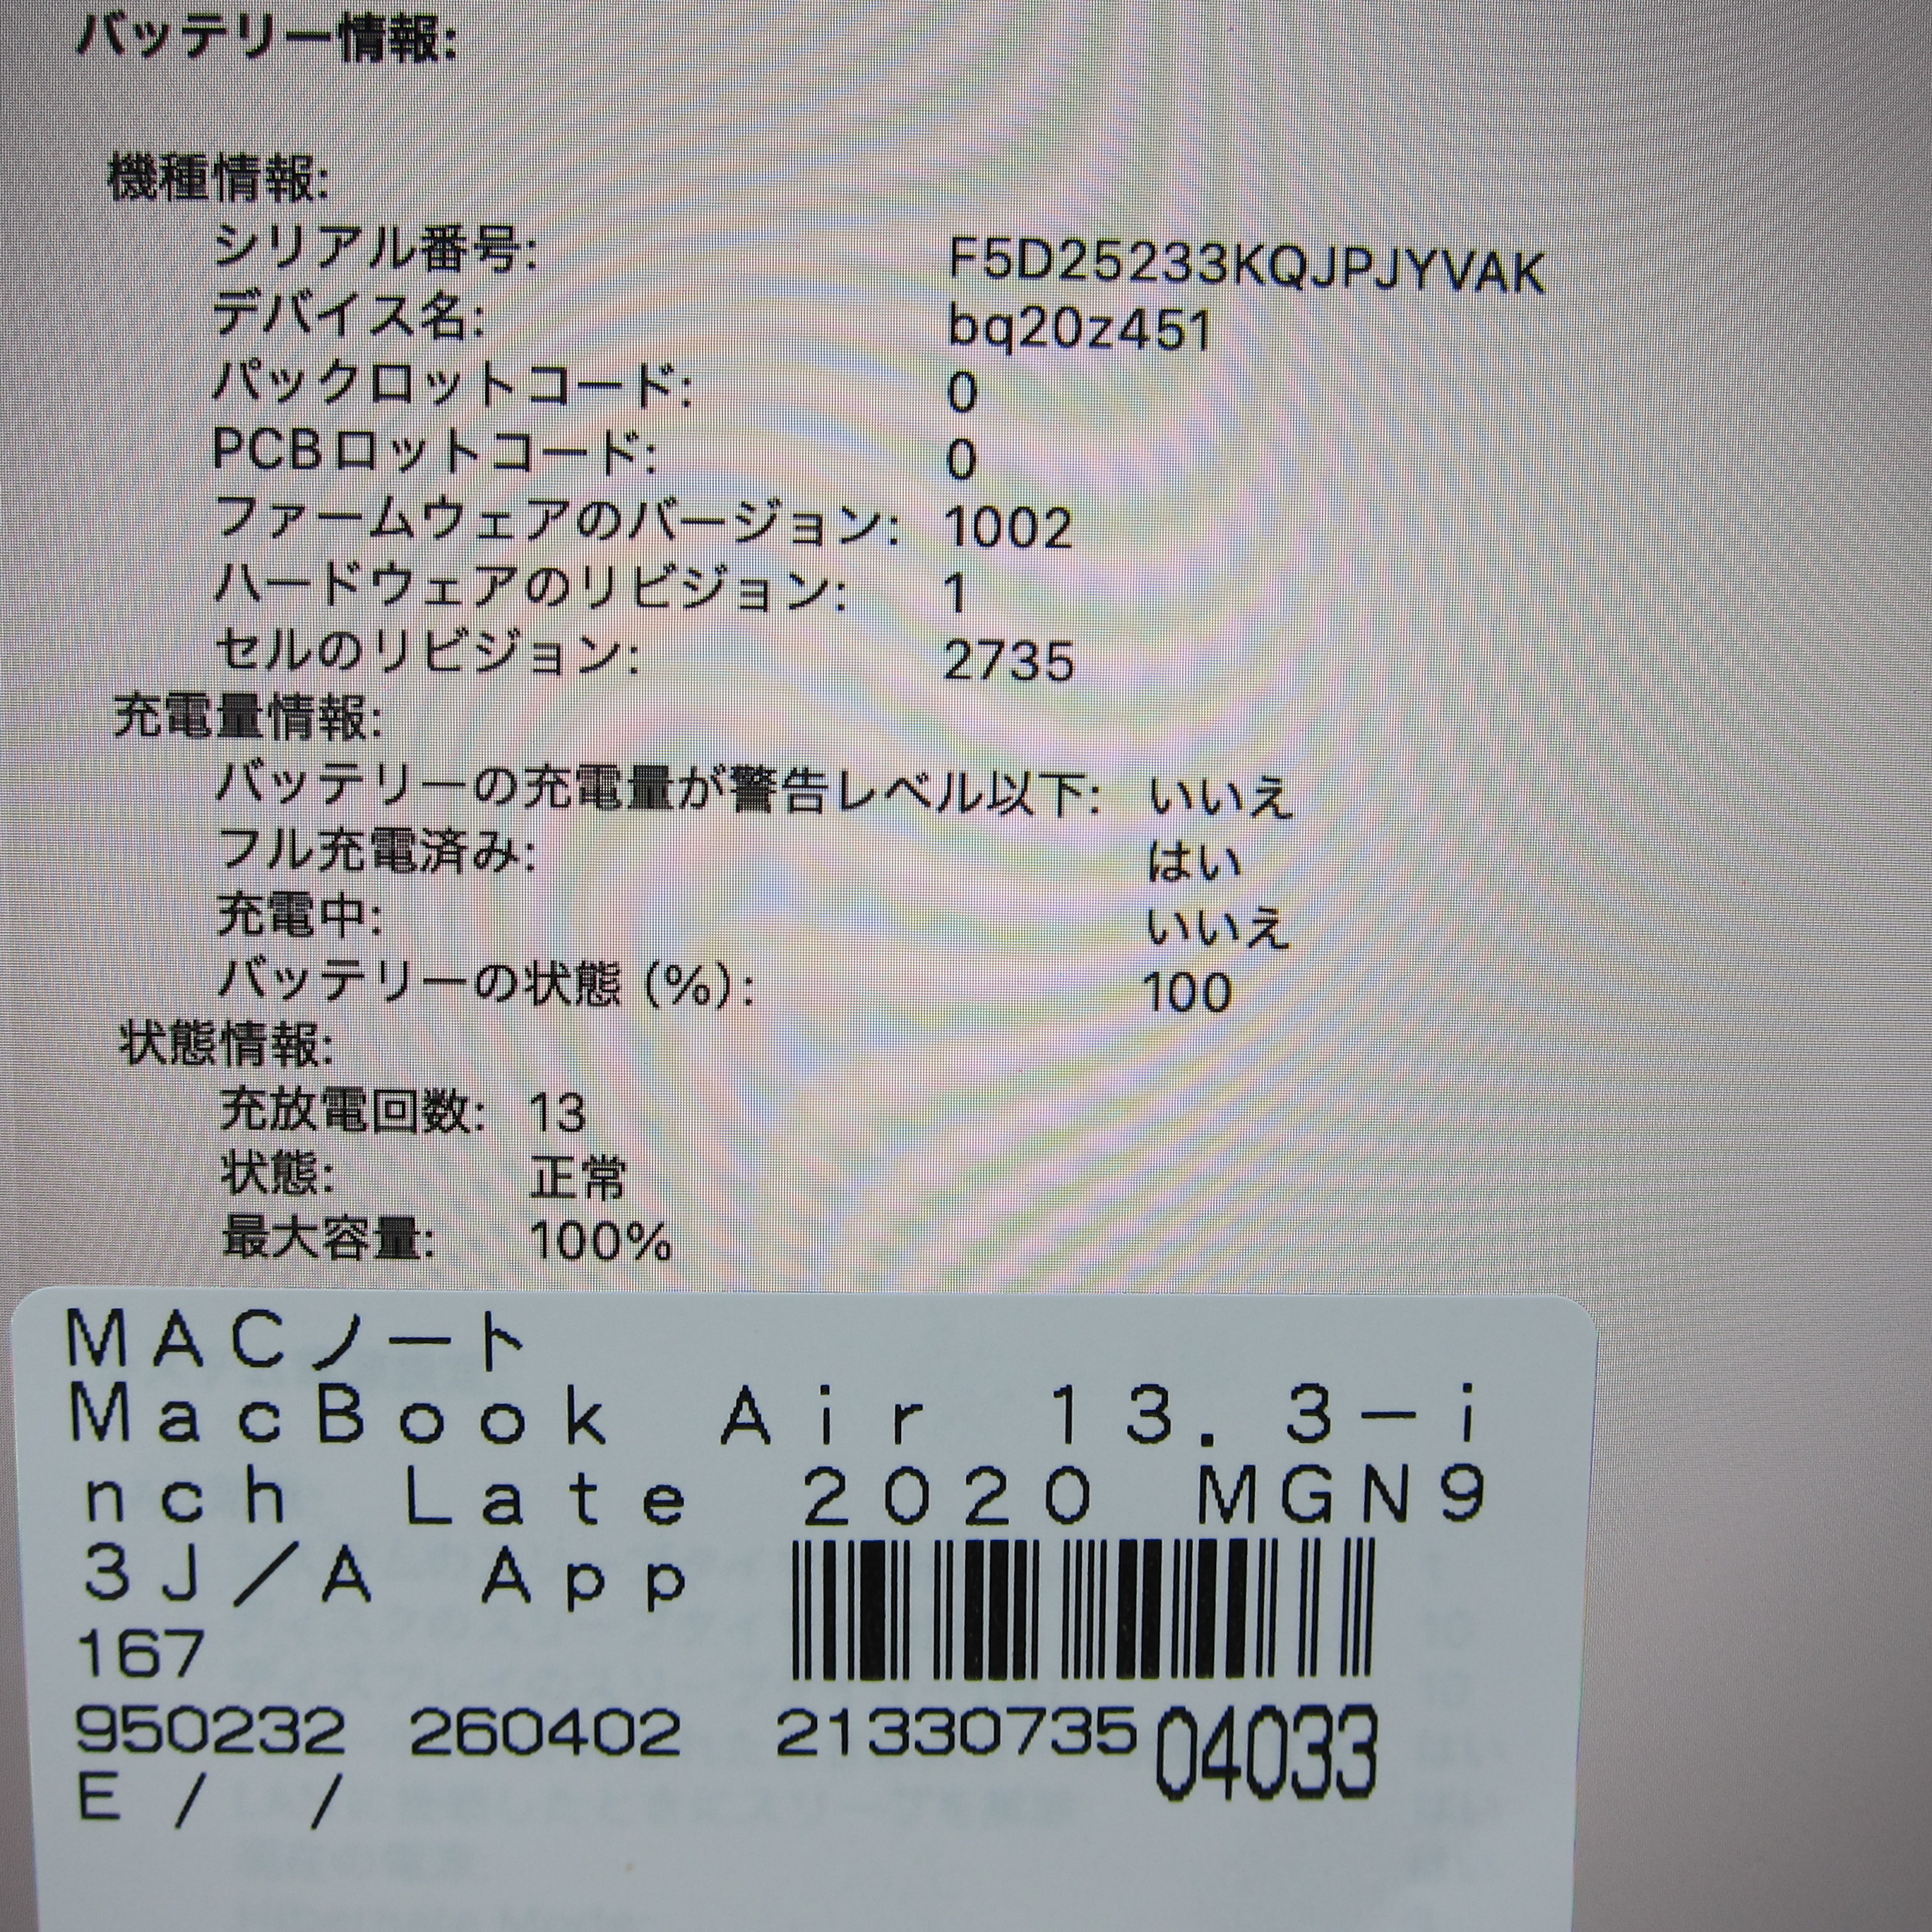 バッテリー情報:
機種情報:
シリアル番号: F5D25233KQJPJYVAK
デバイス名: bq20z451
パックロットコード: 0
PCBロットコード: 0
ファームウェアのバージョン: 1002
ハードウェアのリビジョン: 1
セルのリビジョン: 2735
充電量情報:
バッテリーの充電量が警告レベル以下: いいえ
フル充電済み: はい
充電中: いいえ
バッテリーの状態 (%): 100
状態情報:
充放電回数: 13
状態: 正常
最大容量: 100%
MACノート
MacBook Air 13.3-i
nch Late 2020 MGN9
3J/A App
167
950232 260402 21330735 04033
E / /